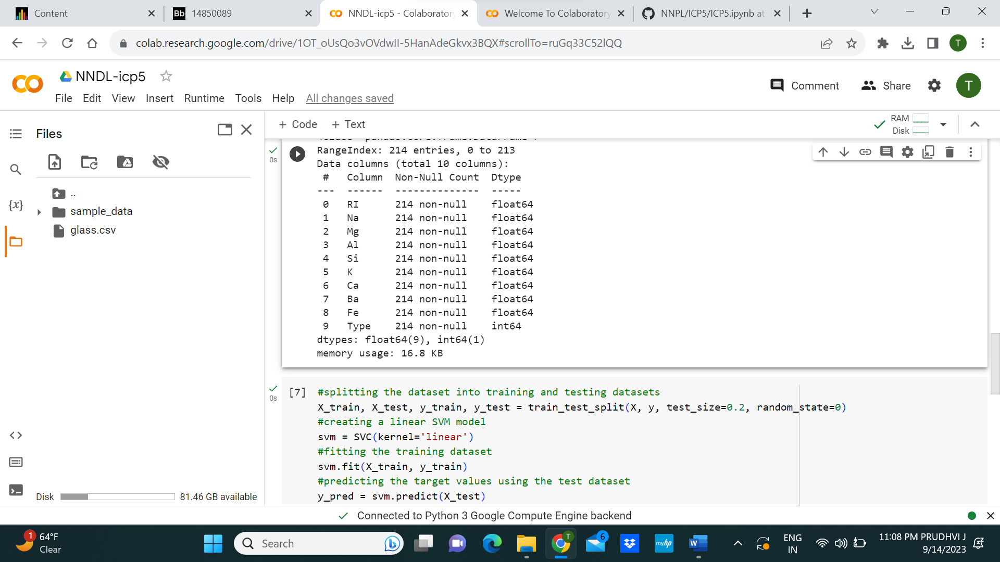 Content
Bb 14850089
NNDL-icp5 - Colaboratory
Welcome To Colaboratory
NNPL/ICP5/ICP5.ipynb at
colab.research.google.com/drive/1OT_oUsQo3vOVdwII-5HanAdeGkvx3BQX#scrollTo=ruGq33C52lQQ
T
NNDL-icp5
File Edit View Insert Runtime Tools Help All changes saved
Comment Share T
Files
+ Code + Text
RAM
Disk
{x}
..
sample_data
glass.csv
0s
RangeIndex: 214 entries, 0 to 213
Data columns (total 10 columns):
# Column Non-Null Count Dtype
--- ------ -------------- -----
0 RI 214 non-null float64
1 Na 214 non-null float64
2 Mg 214 non-null float64
3 Al 214 non-null float64
4 Si 214 non-null float64
5 K 214 non-null float64
6 Ca 214 non-null float64
7 Ba 214 non-null float64
8 Fe 214 non-null float64
9 Type 214 non-null int64
dtypes: float64(9), int64(1)
memory usage: 16.8 KB
0s
[7] #splitting the dataset into training and testing datasets
X_train, X_test, y_train, y_test = train_test_split(X, y, test_size=0.2, random_state=0)
#creating a linear SVM model
svm = SVC(kernel='linear')
#fitting the training dataset
svm.fit(X_train, y_train)
#predicting the target values using the test dataset
y_pred = svm.predict(X_test)
Disk 81.46 GB available
Connected to Python 3 Google Compute Engine backend
1
64°F
Clear
Search
T
6
myhp
W
ENG
IN
11:08 PM PRUDHVI J
9/14/2023